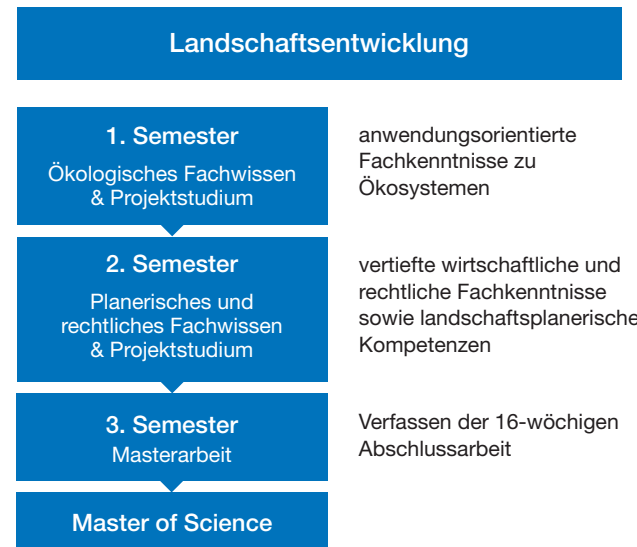 Landschaftsentwicklung
1. Semester
Ökologisches Fachwissen
& Projektstudium
anwendungsorientierte
Fachkenntnisse zu
Ökosystemen
2. Semester
Planerisches und
rechtliches Fachwissen
& Projektstudium
vertiefte wirtschaftliche und
rechtliche Fachkenntnisse
sowie landschaftsplanerische
Kompetenzen
3. Semester
Masterarbeit
Verfassen der 16-wöchigen
Abschlussarbeit
Master of Science